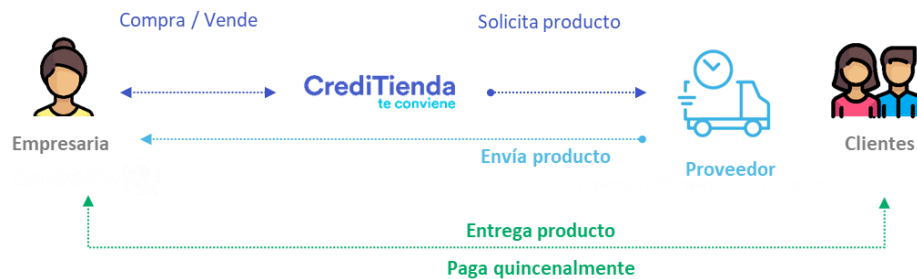 Compra / Vende
Solicita producto
CrediTienda
te conviene
Empresaria
Envía producto
Proveedor
Clientes
Entrega producto
Paga quincenalmente